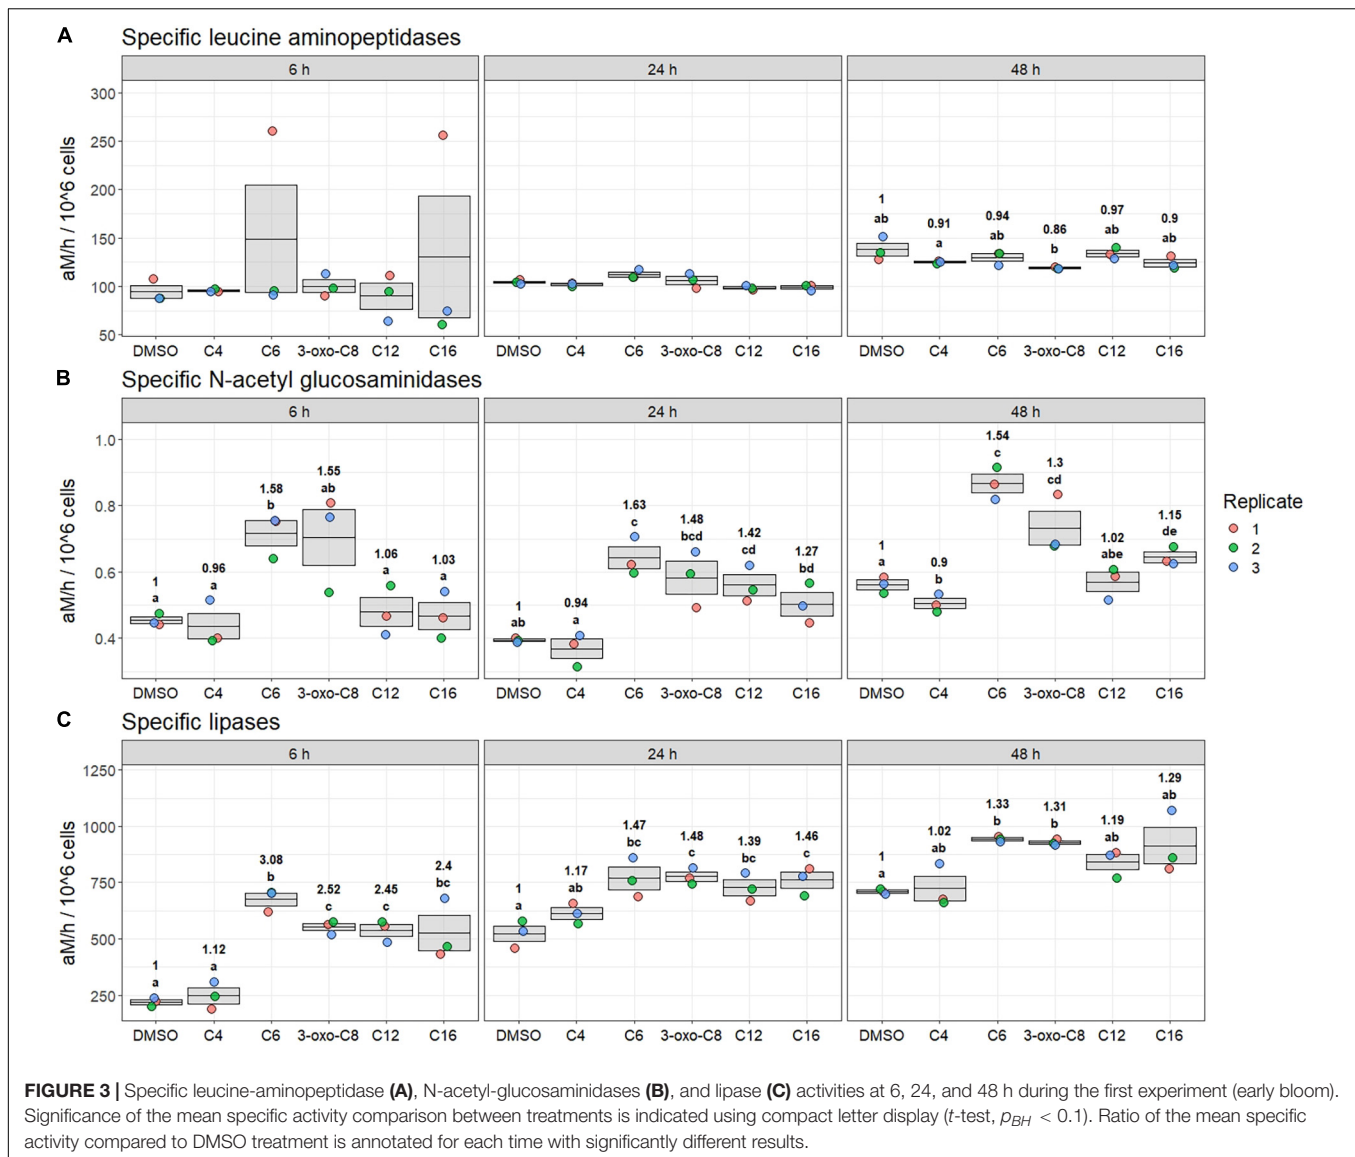 A Specific leucine aminopeptidases
6 h 24 h 48 h
aM/h / 10^6 cells
300
250
200
150
100
50
1 0.91 0.94 0.86 0.97 0.9
ab a ab b ab ab
DMSO C4 C6 3-oxo-C8 C12 C16 DMSO C4 C6 3-oxo-C8 C12 C16 DMSO C4 C6 3-oxo-C8 C12 C16
B Specific N-acetyl glucosaminidases
6 h 24 h 48 h
aM/h / 10^6 cells
1.0
0.8
0.6
0.4
1 0.96 1.58 1.55 1.06 1.03
a a b ab a a
1 0.94 1.63 1.48 1.42 1.27
ab a c bcd cd bd
1 0.9 1.54 1.3 1.02 1.15
a b c cd abe de
DMSO C4 C6 3-oxo-C8 C12 C16 DMSO C4 C6 3-oxo-C8 C12 C16 DMSO C4 C6 3-oxo-C8 C12 C16
Replicate
1
2
3
C Specific lipases
6 h 24 h 48 h
aM/h / 10^6 cells
1250
1000
750
500
250
1 1.12 3.08 2.52 2.45 2.4
a a b c c bc
1 1.17 1.47 1.48 1.39 1.46
a ab bc c bc c
1 1.02 1.33 1.31 1.19 1.29
a ab b b ab ab
DMSO C4 C6 3-oxo-C8 C12 C16 DMSO C4 C6 3-oxo-C8 C12 C16 DMSO C4 C6 3-oxo-C8 C12 C16
FIGURE 3 | Specific leucine-aminopeptidase (A), N-acetyl-glucosaminidases (B), and lipase (C) activities at 6, 24, and 48 h during the first experiment (early bloom).
Significance of the mean specific activity comparison between treatments is indicated using compact letter display (t-test, pBH < 0.1). Ratio of the mean specific
activity compared to DMSO treatment is annotated for each time with significantly different results.